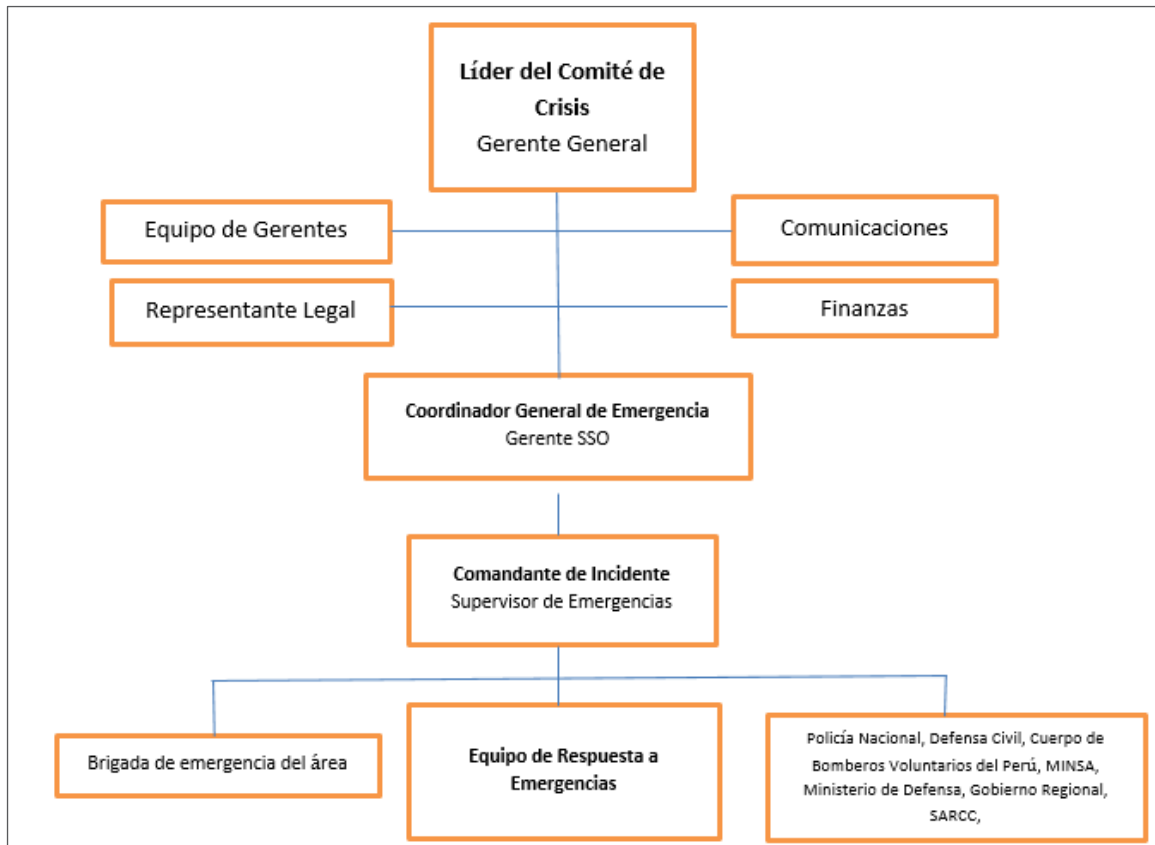 Líder del Comité de
Crisis
Gerente General
Equipo de Gerentes
Comunicaciones
Representante Legal
Finanzas
Coordinador General de Emergencia
Gerente SSO
Comandante de Incidente
Supervisor de Emergencias
Brigada de emergencia del área
Equipo de Respuesta a
Emergencias
Policía Nacional, Defensa Civil, Cuerpo de
Bomberos Voluntarios del Perú, MINSA,
Ministerio de Defensa, Gobierno Regional,
SARCC,